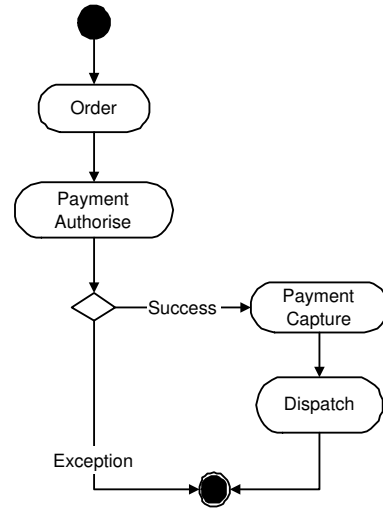 Order
Payment
Authorise
Success
Payment
Capture
Dispatch
Exception